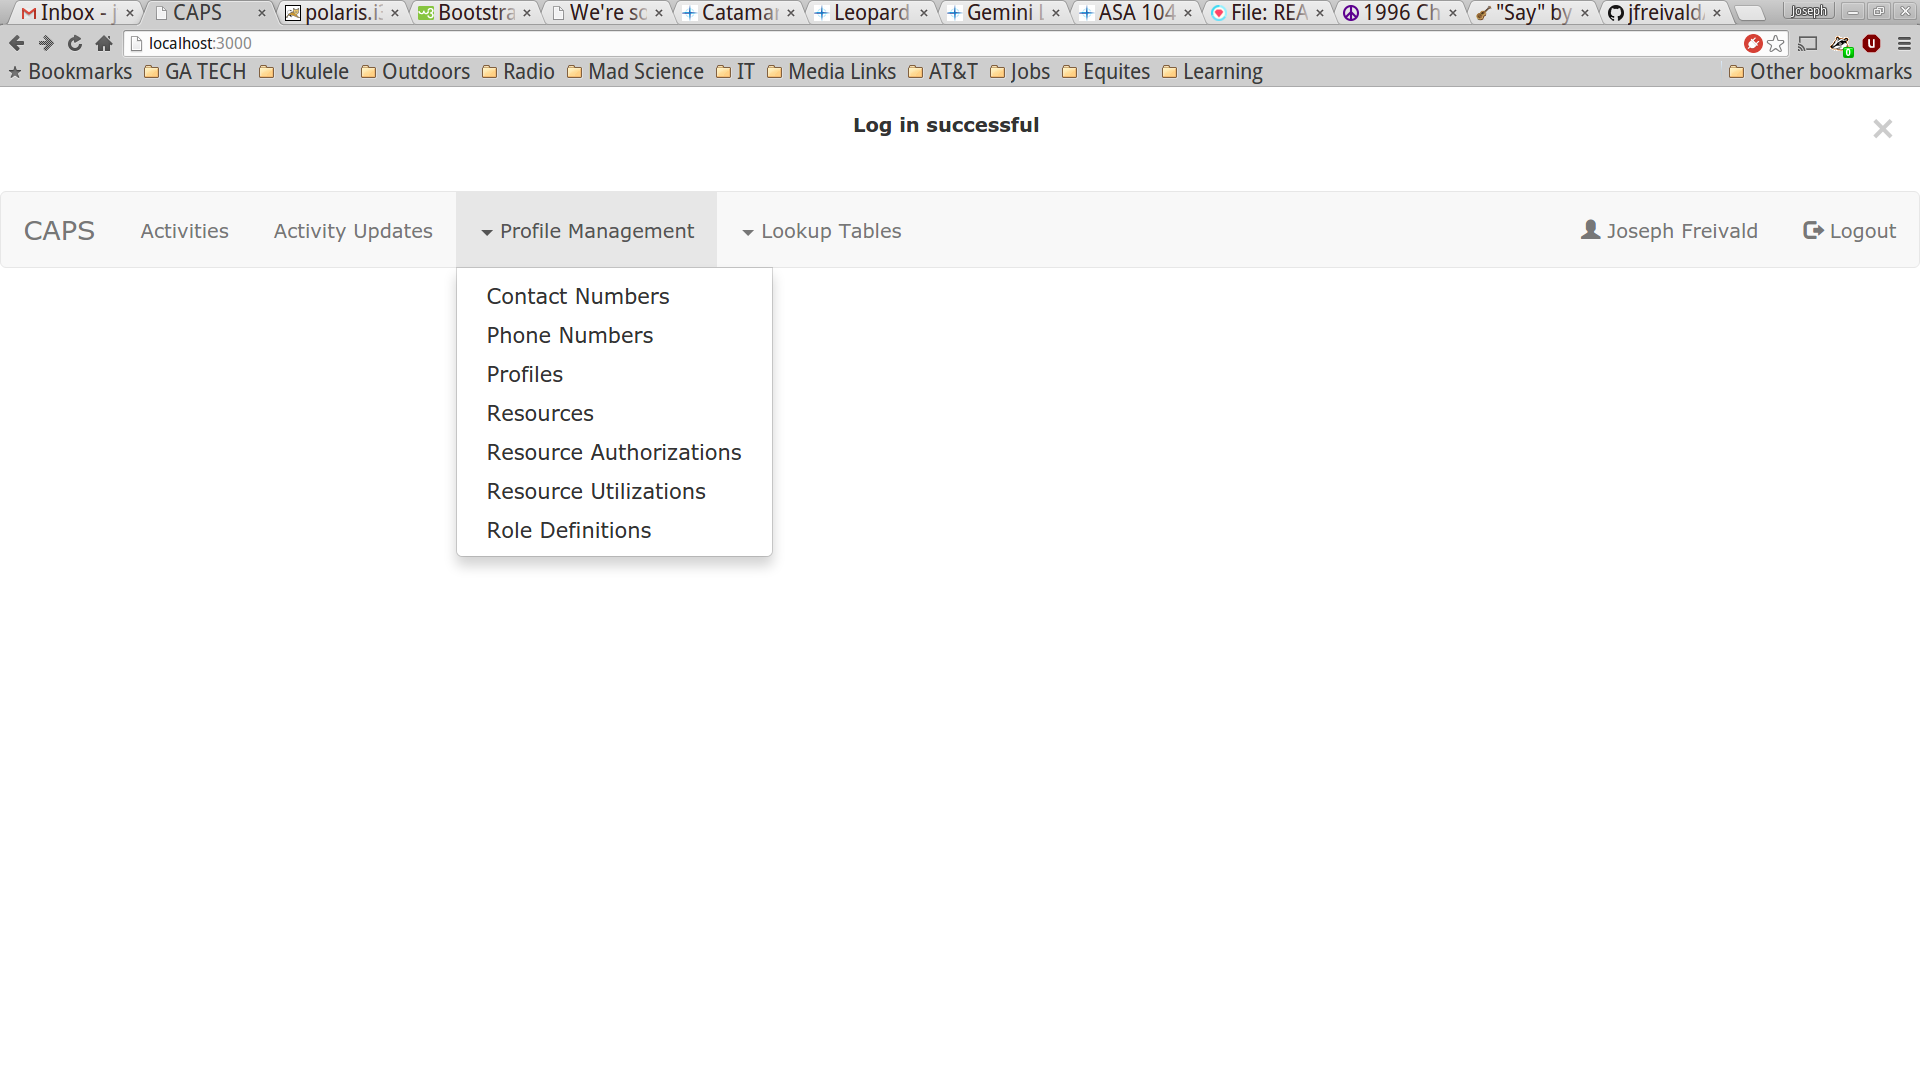 Inbox - j CAPS polaris.i Bootstra We're so Catamar Leopard Gemini L ASA 104 File: REA 1996 Ch "Say" by jfreivald Joseph
localhost:3000
Bookmarks GA TECH Ukulele Outdoors Radio Mad Science IT Media Links AT&T Jobs Equites Learning Other bookmarks
Log in successful ×
CAPS Activities Activity Updates Profile Management Lookup Tables Joseph Freivald Logout
Contact Numbers
Phone Numbers
Profiles
Resources
Resource Authorizations
Resource Utilizations
Role Definitions